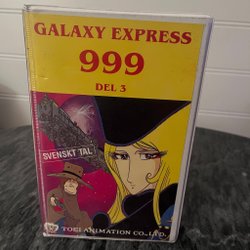 GALAXY EXPRESS
999
DEL 3
SVENSKT TAL
TOEI ANIMATION CO., LTD.